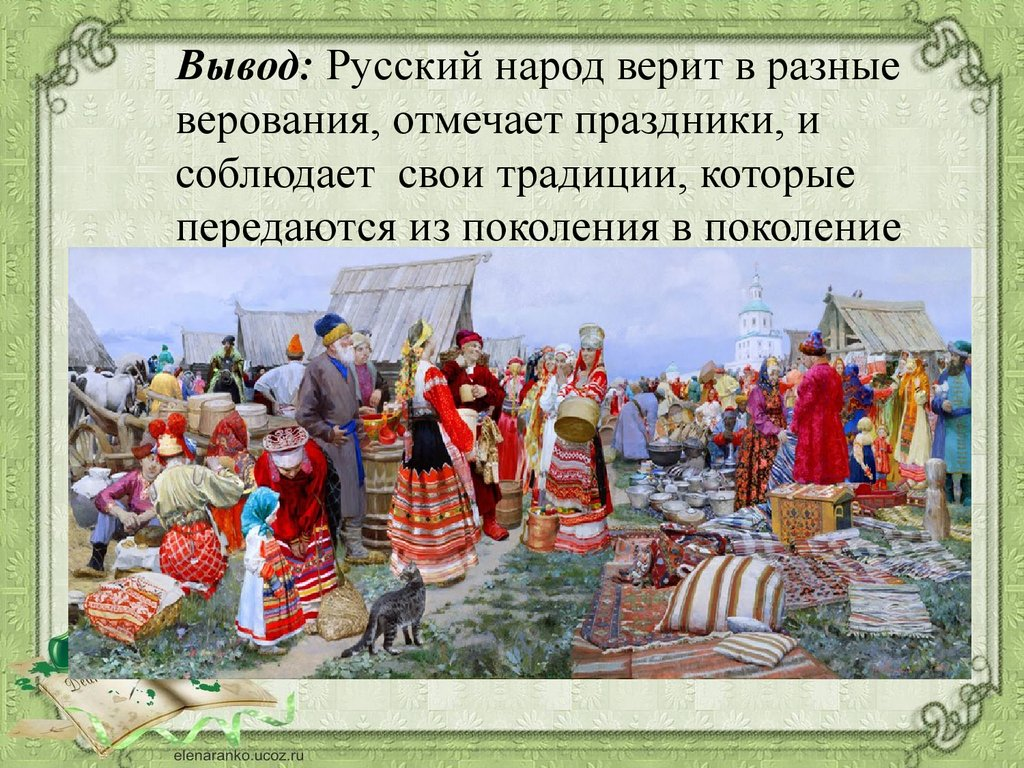 Вывод: Русский народ верит в разные
верования, отмечает праздники, и
соблюдает  свои традиции, которые
передаются из поколения в поколение
elenaranko.ucoz.ru